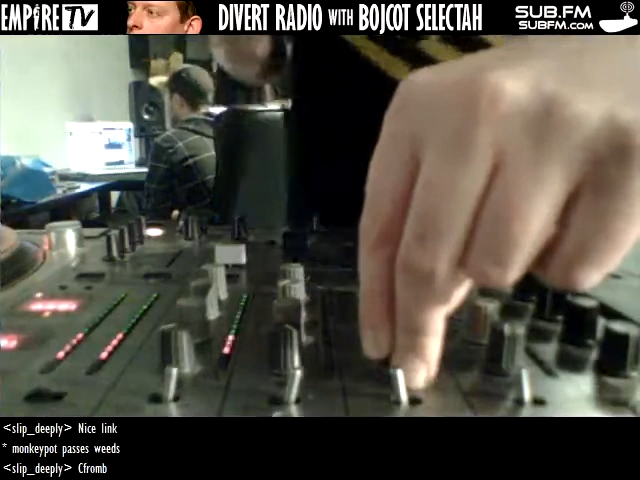 EMPIRE TV
DIVERT RADIO WITH BOJCOT SELECTAH
SUB.FM
SUBFM.COM
<slip_deeply> Nice link
* monkeypot passes weeds
<slip_deeply> Cfromb